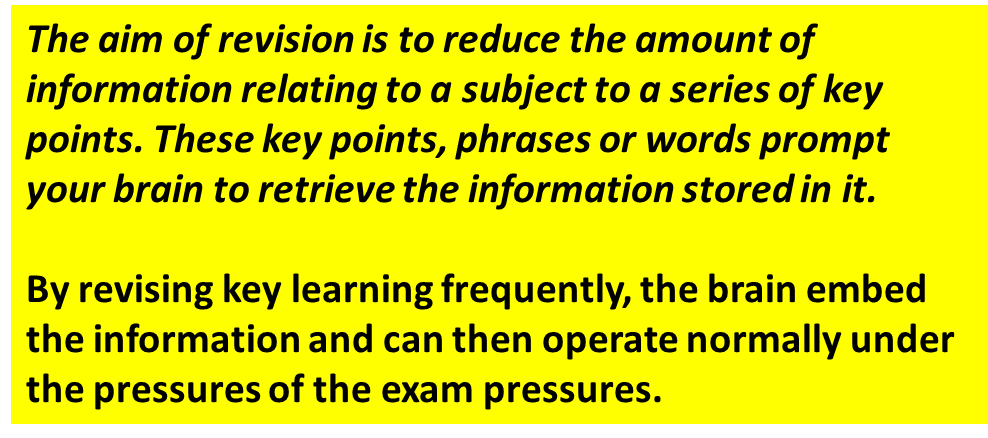 The aim of revision is to reduce the amount of
information relating to a subject to a series of key
points. These key points, phrases or words prompt
your brain to retrieve the information stored in it.
By revising key learning frequently, the brain embed
the information and can then operate normally under
the pressures of the exam pressures.